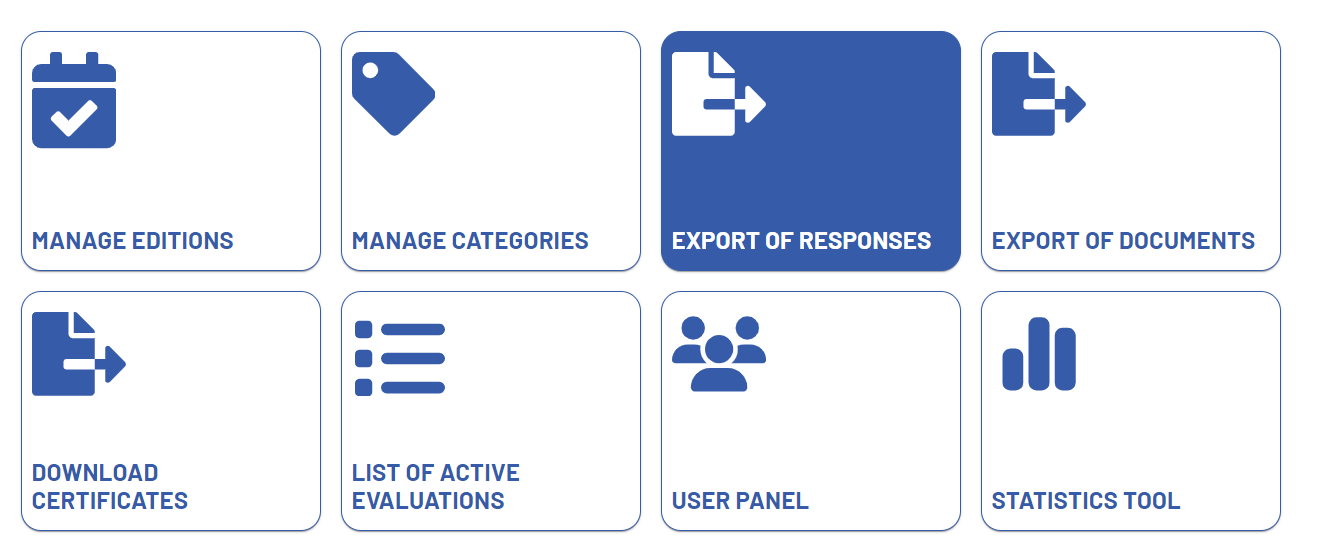 MANAGE EDITIONS
MANAGE CATEGORIES
EXPORT OF RESPONSES
EXPORT OF DOCUMENTS
DOWNLOAD
CERTIFICATES
LIST OF ACTIVE
EVALUATIONS
USER PANEL
STATISTICS TOOL